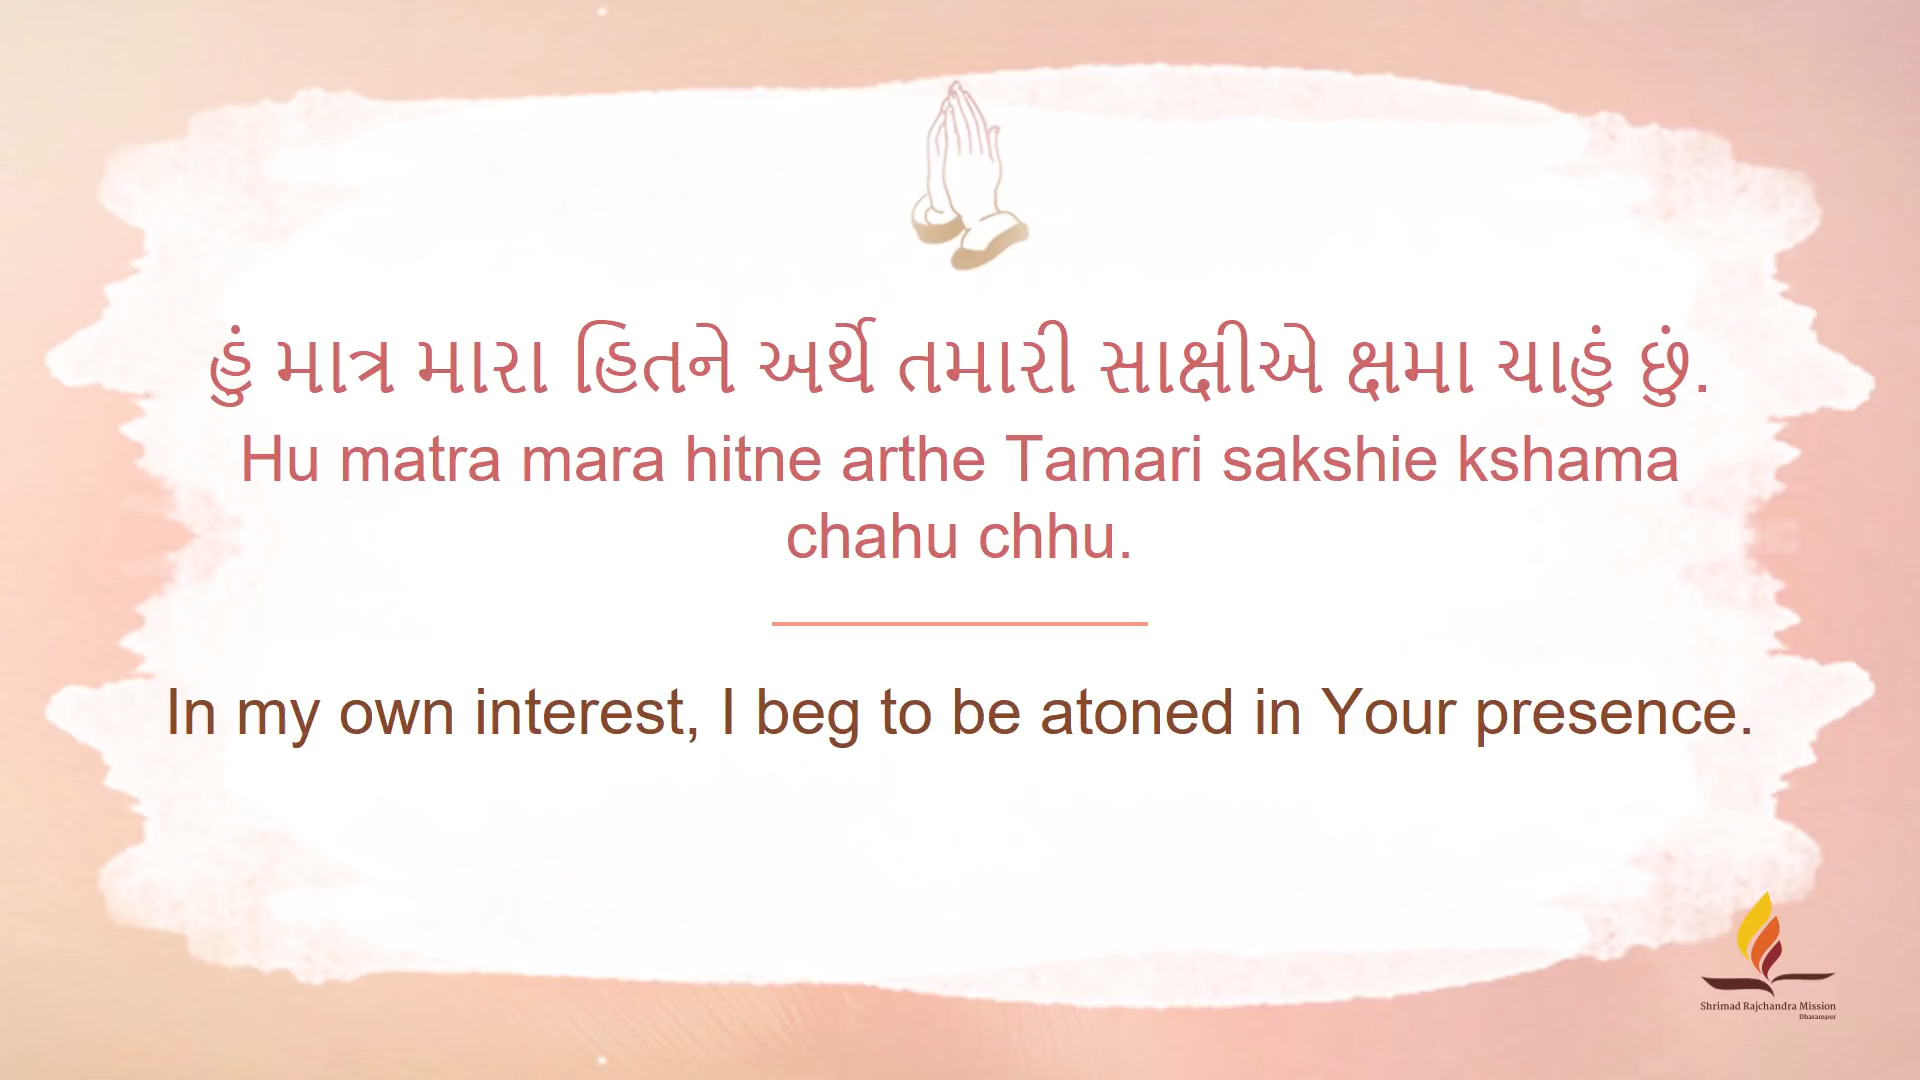 હું માત્ર મારા હિતને અર્થે તમારી સાક્ષીએ ક્ષમા ચાહું છું.
Hu matra mara hitne arthe Tamari sakshie kshama
chahu chhu.
In my own interest, I beg to be atoned in Your presence.
Shrimad Rajchandra Mission
Dharampur